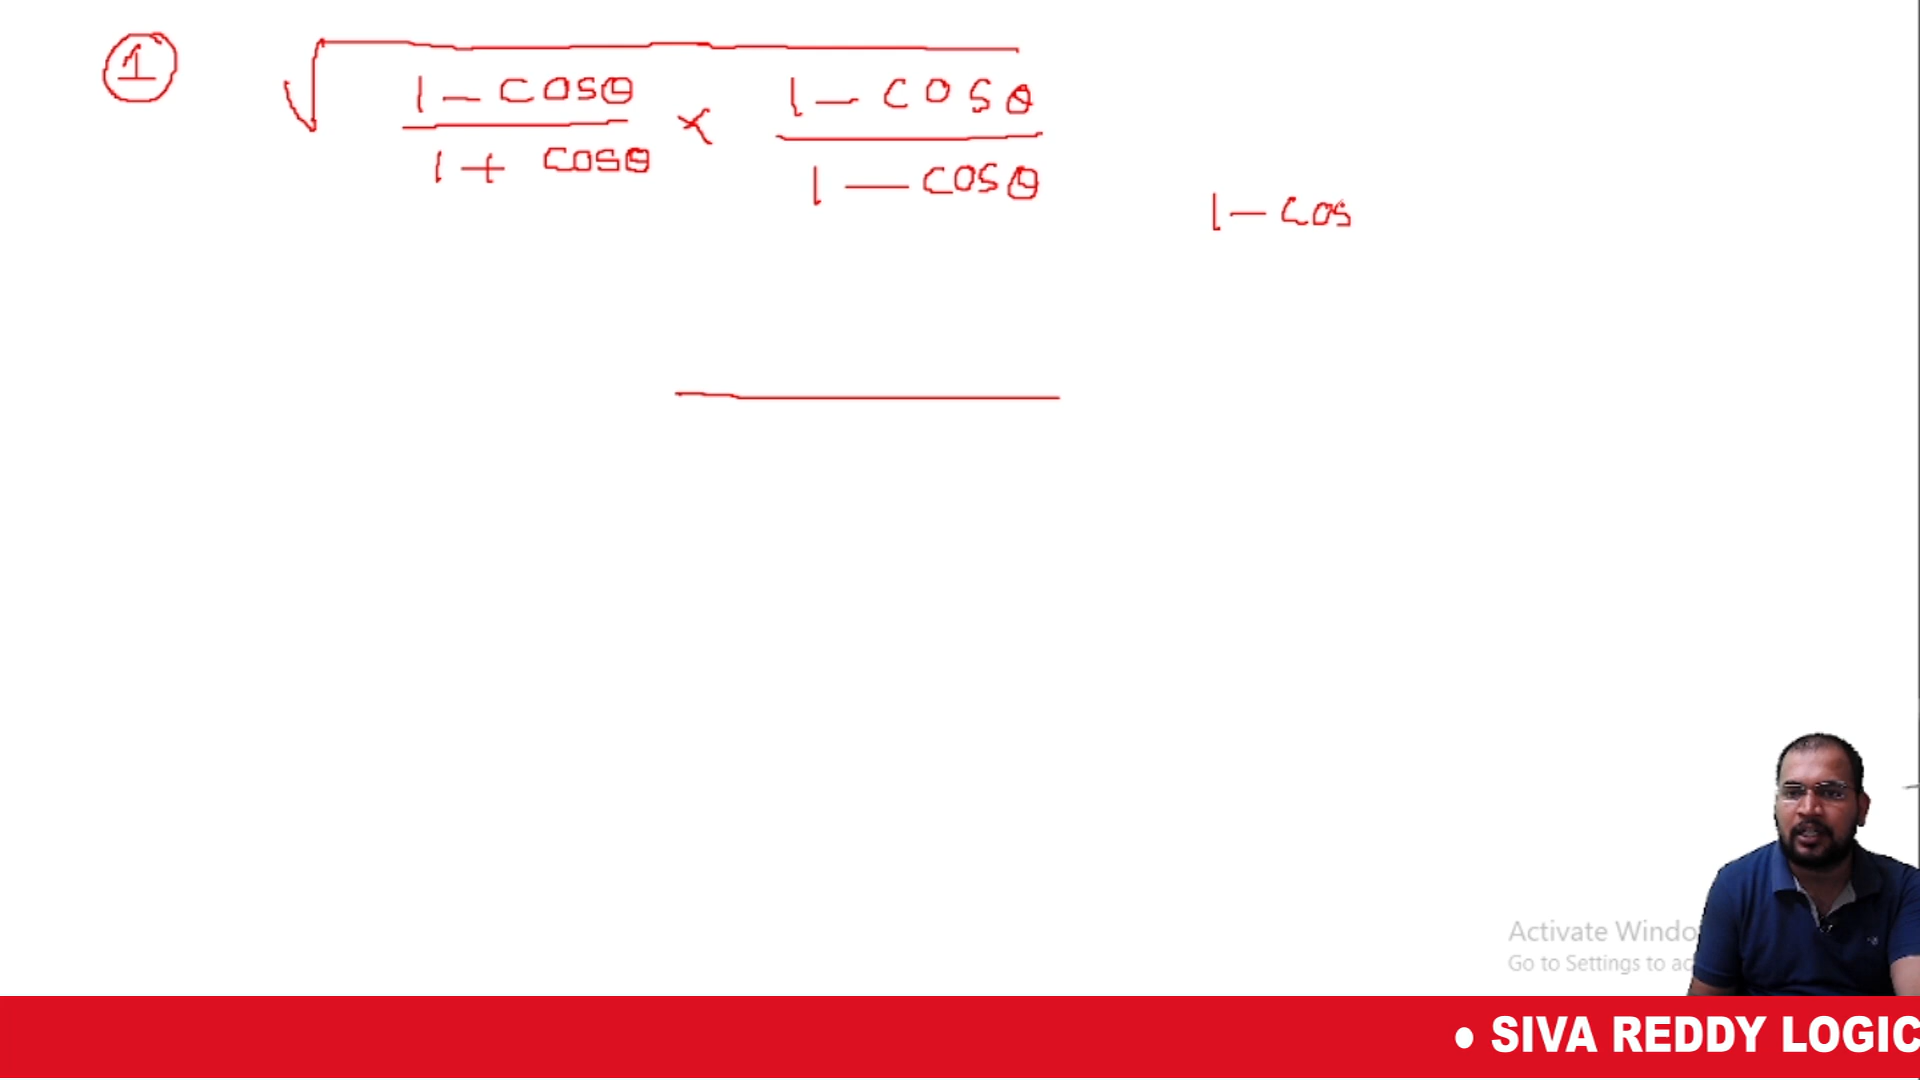 ① √ 1 - cosθ / 1 + cosθ × 1 - cosθ / 1 - cosθ
1 - cos
Activate Windo
Go to Settings to ac
• SIVA REDDY LOGIC